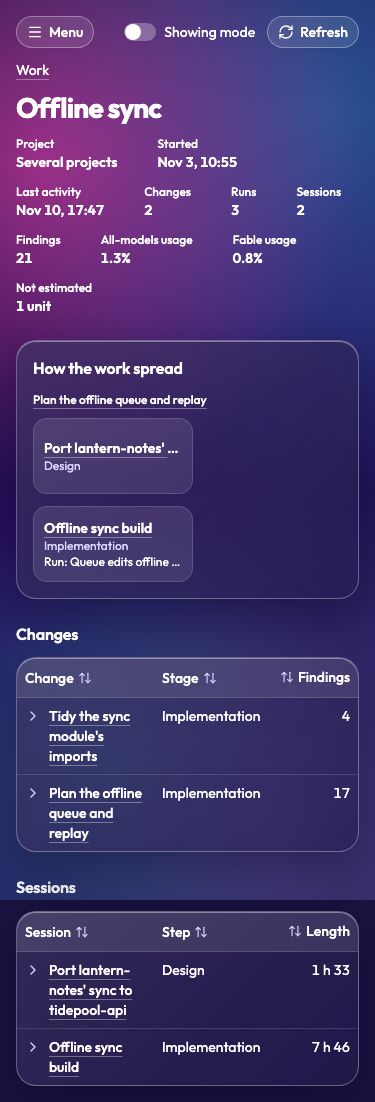 Menu
Showing mode
Refresh
Work
Offline sync
Project
Started
Several projects
Nov 3, 10:55
Last activity
Changes
Runs
Sessions
Nov 10, 17:47
2
3
2
Findings
All-models usage
Fable usage
21
1.3%
0.8%
Not estimated
1 unit
How the work spread
Plan the offline queue and replay
Port lantern-notes' ...
Design
Offline sync build
Implementation
Run: Queue edits offline ...
Changes
Change
Stage
Findings
Tidy the sync
module's
imports
Implementation
4
Plan the offline
queue and
replay
Implementation
17
Sessions
Session
Step
Length
Port lantern-
notes' sync to
tidepool-api
Design
1 h 33
Offline sync
build
Implementation
7 h 46